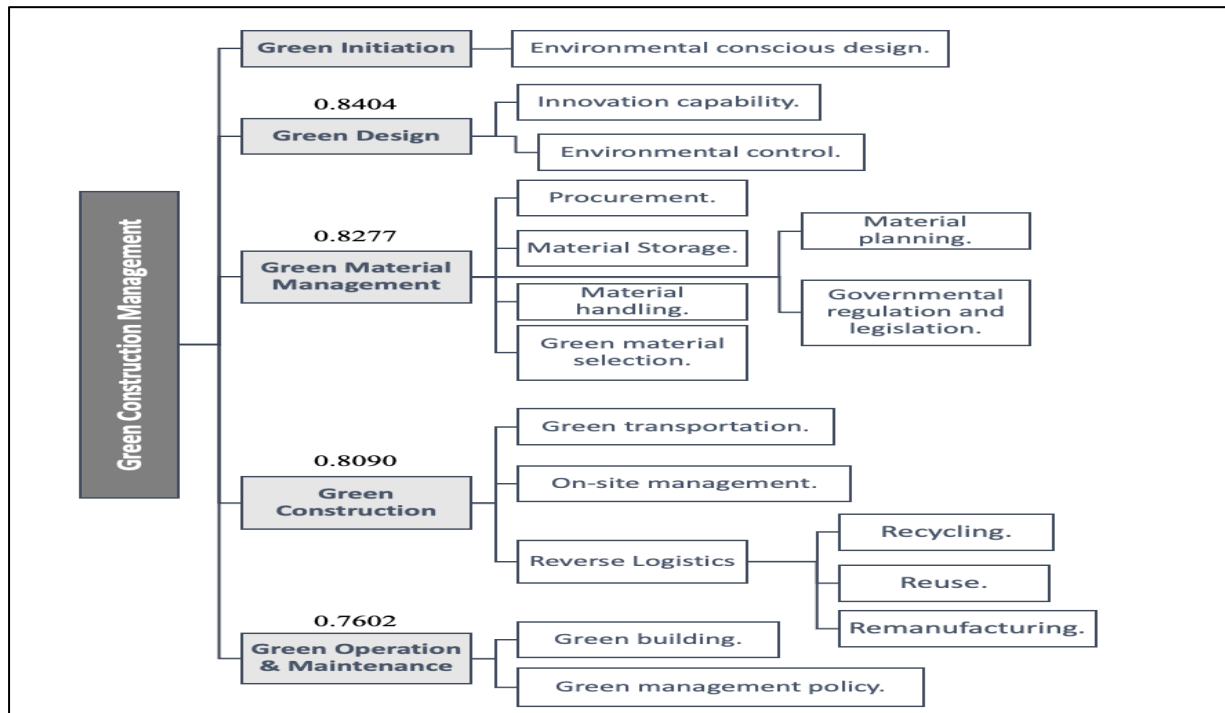 Green Construction Management
Green Initiation
Environmental conscious design.
0.8404
Green Design
Innovation capability.
Environmental control.
0.8277
Green Material
Management
Procurement.
Material Storage.
Material
handling.
Green material
selection.
Material
planning.
Governmental
regulation and
legislation.
0.8090
Green
Construction
Green transportation.
On-site management.
Reverse Logistics
Recycling.
Reuse.
Remanufacturing.
0.7602
Green Operation
& Maintenance
Green building.
Green management policy.